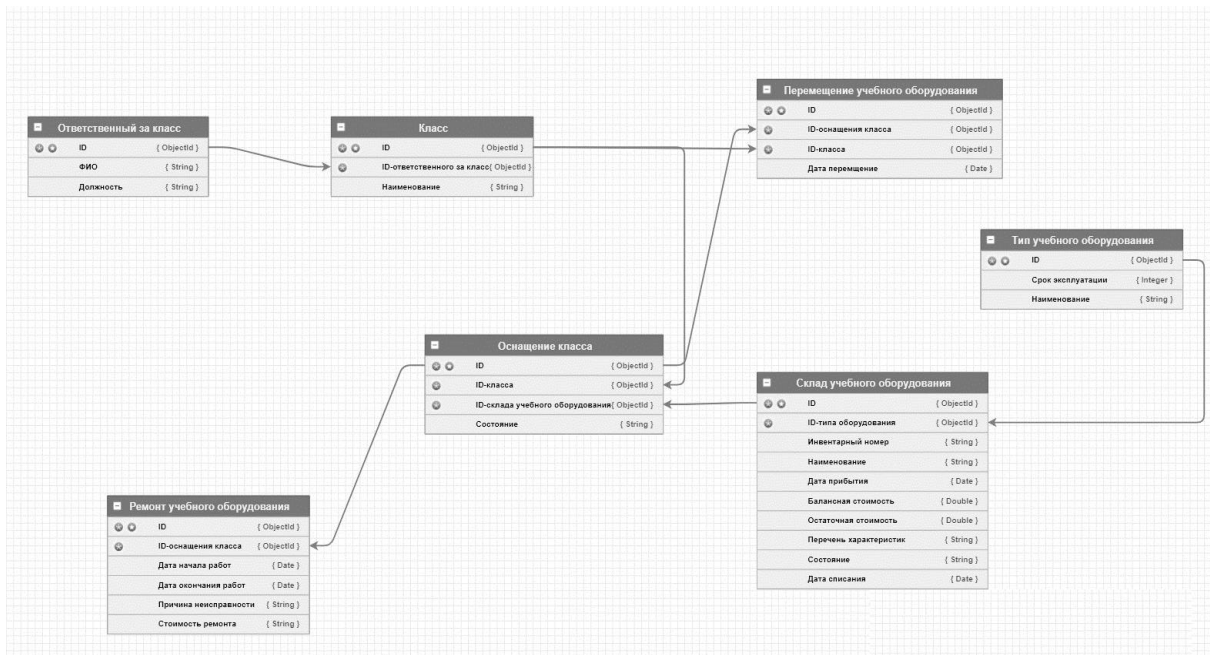 Ответственный за класс
ID { ObjectId }
ФИО { String }
Должность { String }
Класс
ID { ObjectId }
ID-ответственного за класс{ ObjectId }
Наименование { String }
Перемещение учебного оборудования
ID { ObjectId }
ID-оснащения класса { ObjectId }
ID-класса { ObjectId }
Дата перемещение { Date }
Тип учебного оборудования
ID { ObjectId }
Срок эксплуатации { Integer }
Наименование { String }
Оснащение класса
ID { ObjectId }
ID-класса { ObjectId }
ID-склада учебного оборудования{ ObjectId }
Состояние { String }
Склад учебного оборудования
ID { ObjectId }
ID-типа оборудования { ObjectId }
Инвентарный номер { String }
Наименование { String }
Дата прибытия { Date }
Балансная стоимость { Double }
Остаточная стоимость { Double }
Перечень характеристик { String }
Состояние { String }
Дата списания { Date }
Ремонт учебного оборудования
ID { ObjectId }
ID-оснащения класса { ObjectId }
Дата начала работ { Date }
Дата окончания работ { Date }
Причина неисправности { String }
Стоимость ремонта { String }